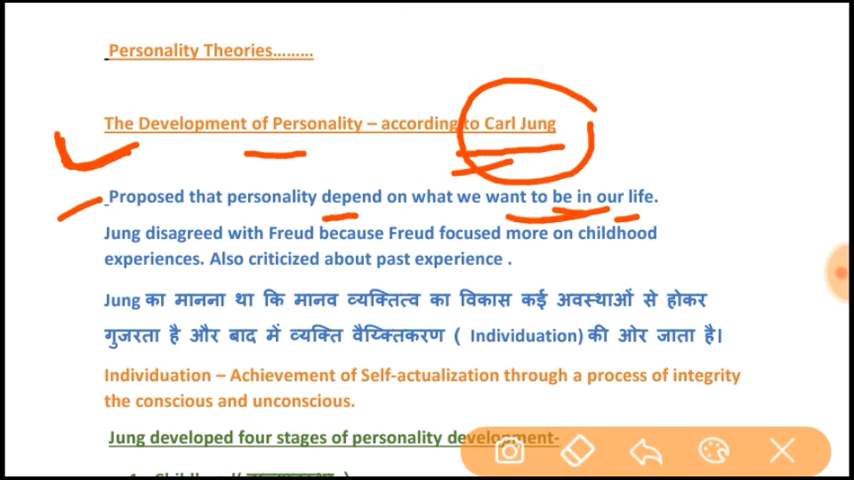 Personality Theories.........
The Development of Personality – according to Carl Jung
Proposed that personality depend on what we want to be in our life.
Jung disagreed with Freud because Freud focused more on childhood
experiences. Also criticized about past experience .
Jung का मानना था कि मानव व्यक्तित्व का विकास कई अवस्थाओं से होकर
गुजरता है और बाद में व्यक्ति वैय्क्तिकरण ( Individuation) की ओर जाता है।
Individuation – Achievement of Self-actualization through a process of integrity
the conscious and unconscious.
Jung developed four stages of personality development-